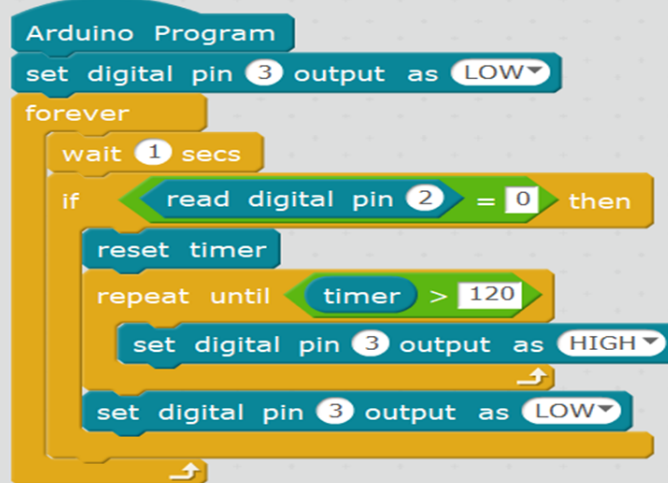 Arduino Program
set digital pin 3 output as LOW
forever
wait 1 secs
if read digital pin 2 = 0 then
reset timer
repeat until timer > 120
set digital pin 3 output as HIGH
set digital pin 3 output as LOW